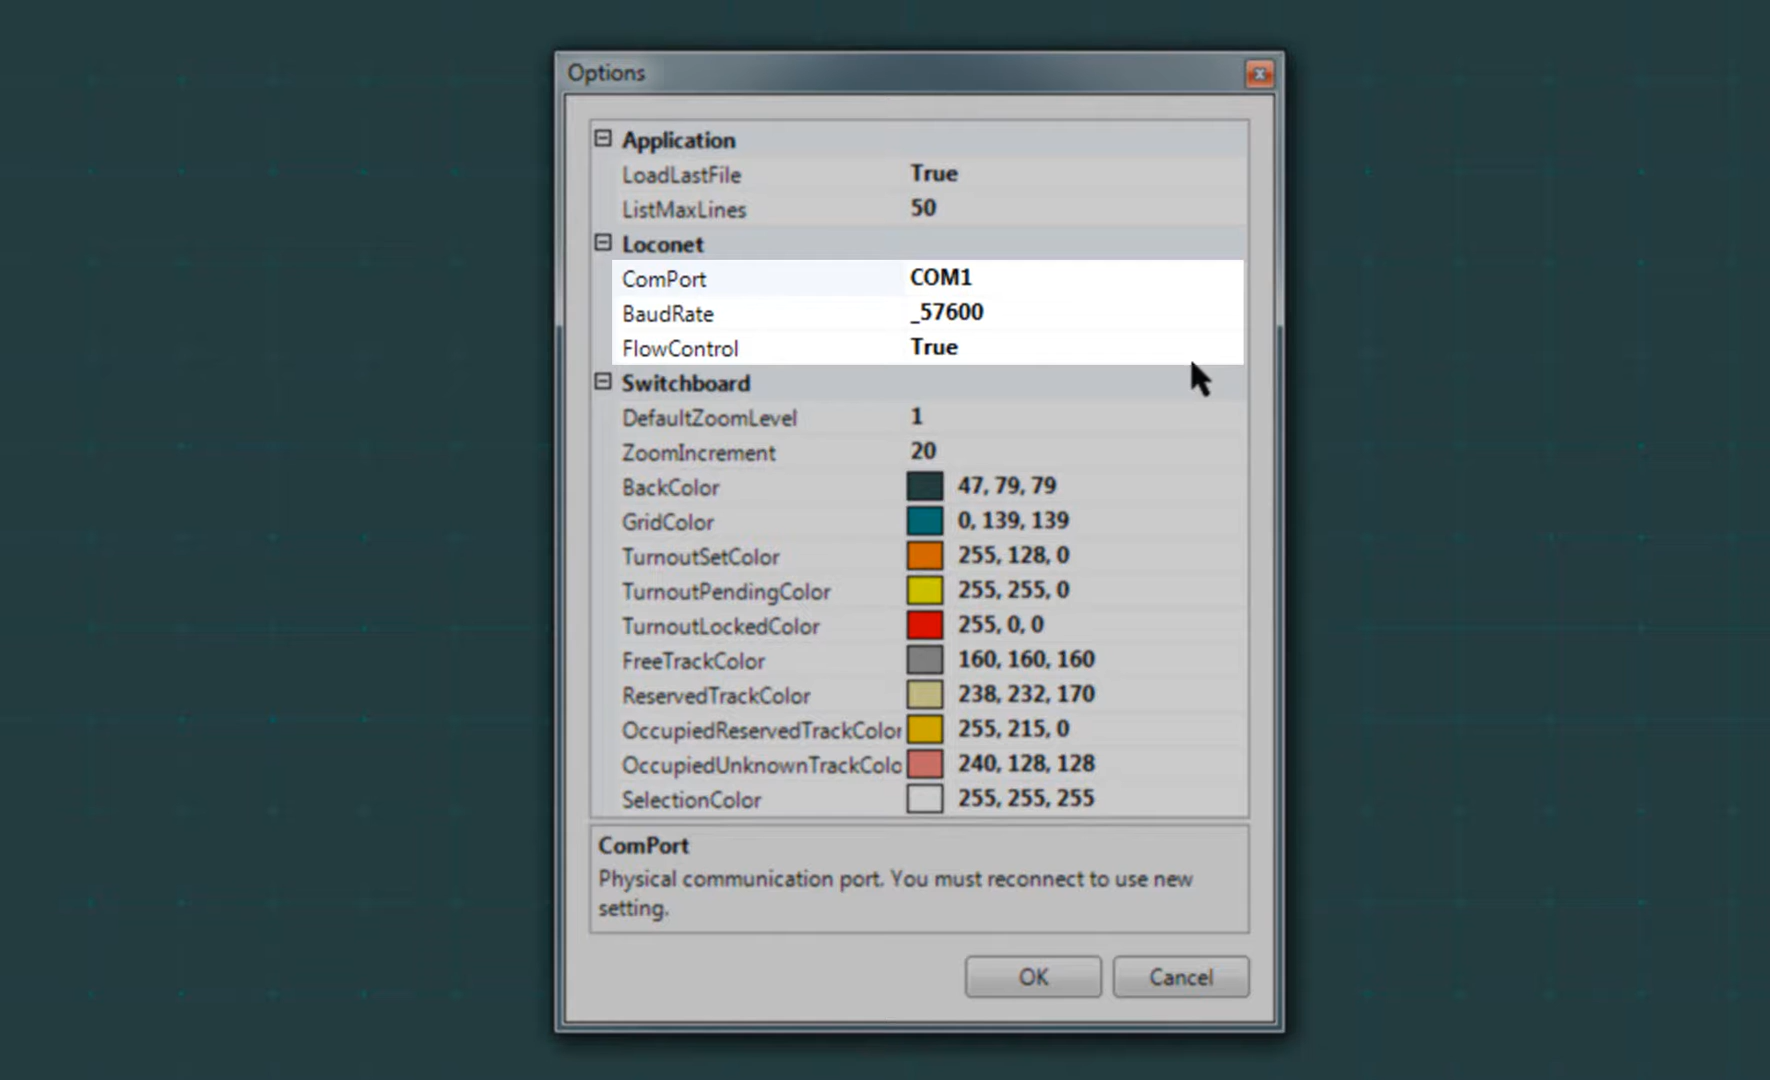 Options
Application
LoadLastFile True
ListMaxLines 50
Loconet
ComPort COM1
BaudRate _57600
FlowControl True
Switchboard
DefaultZoomLevel 1
ZoomIncrement 20
BackColor 47, 79, 79
GridColor 0, 139, 139
TurnoutSetColor 255, 128, 0
TurnoutPendingColor 255, 255, 0
TurnoutLockedColor 255, 0, 0
FreeTrackColor 160, 160, 160
ReservedTrackColor 238, 232, 170
OccupiedReservedTrackColor 255, 215, 0
OccupiedUnknownTrackColo 240, 128, 128
SelectionColor 255, 255, 255
ComPort
Physical communication port. You must reconnect to use new
setting.
OK Cancel